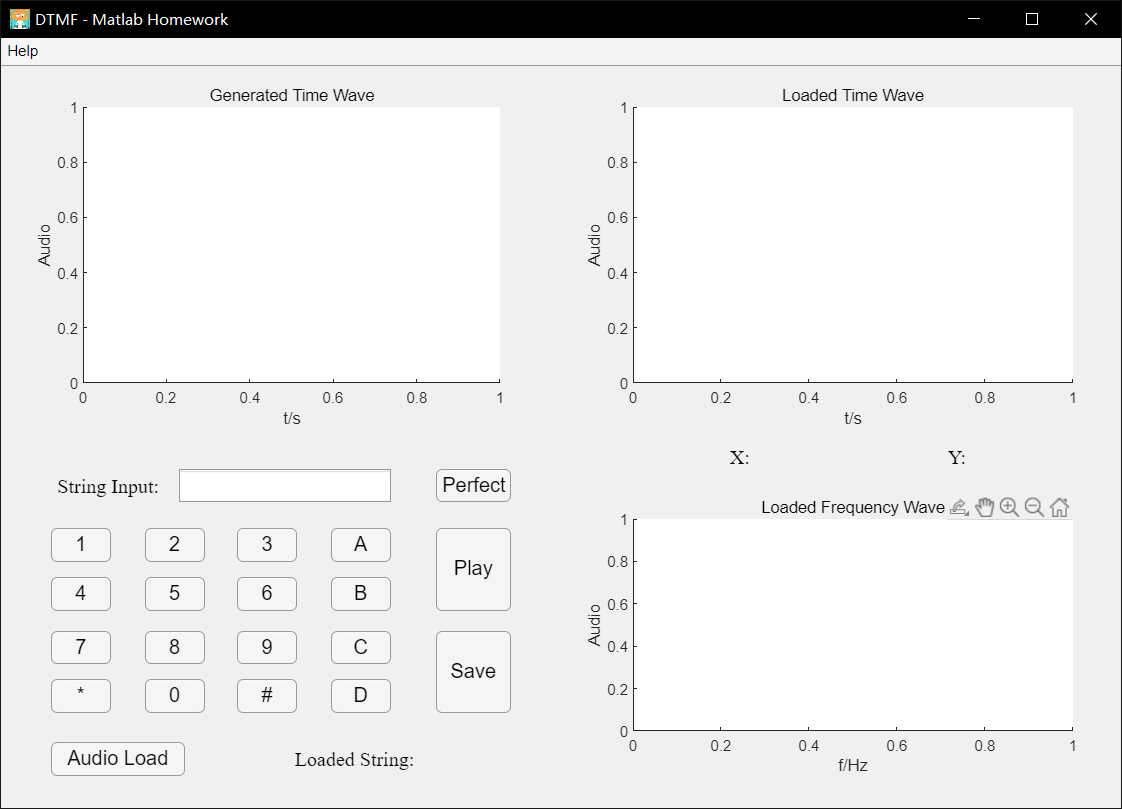 DTMF - Matlab Homework
Help
Generated Time Wave
1
0.8
0.6
0.4
0.2
0
Audio
0 0.2 0.4 0.6 0.8 1
t/s
Loaded Time Wave
1
0.8
0.6
0.4
0.2
0
Audio
0 0.2 0.4 0.6 0.8 1
t/s
X: Y:
String Input:
Perfect
1 2 3 A
4 5 6 B
Play
7 8 9 C
* 0 # D
Save
Audio Load
Loaded String:
Loaded Frequency Wave
1
0.8
0.6
0.4
0.2
0
Audio
0 0.2 0.4 0.6 0.8 1
f/Hz